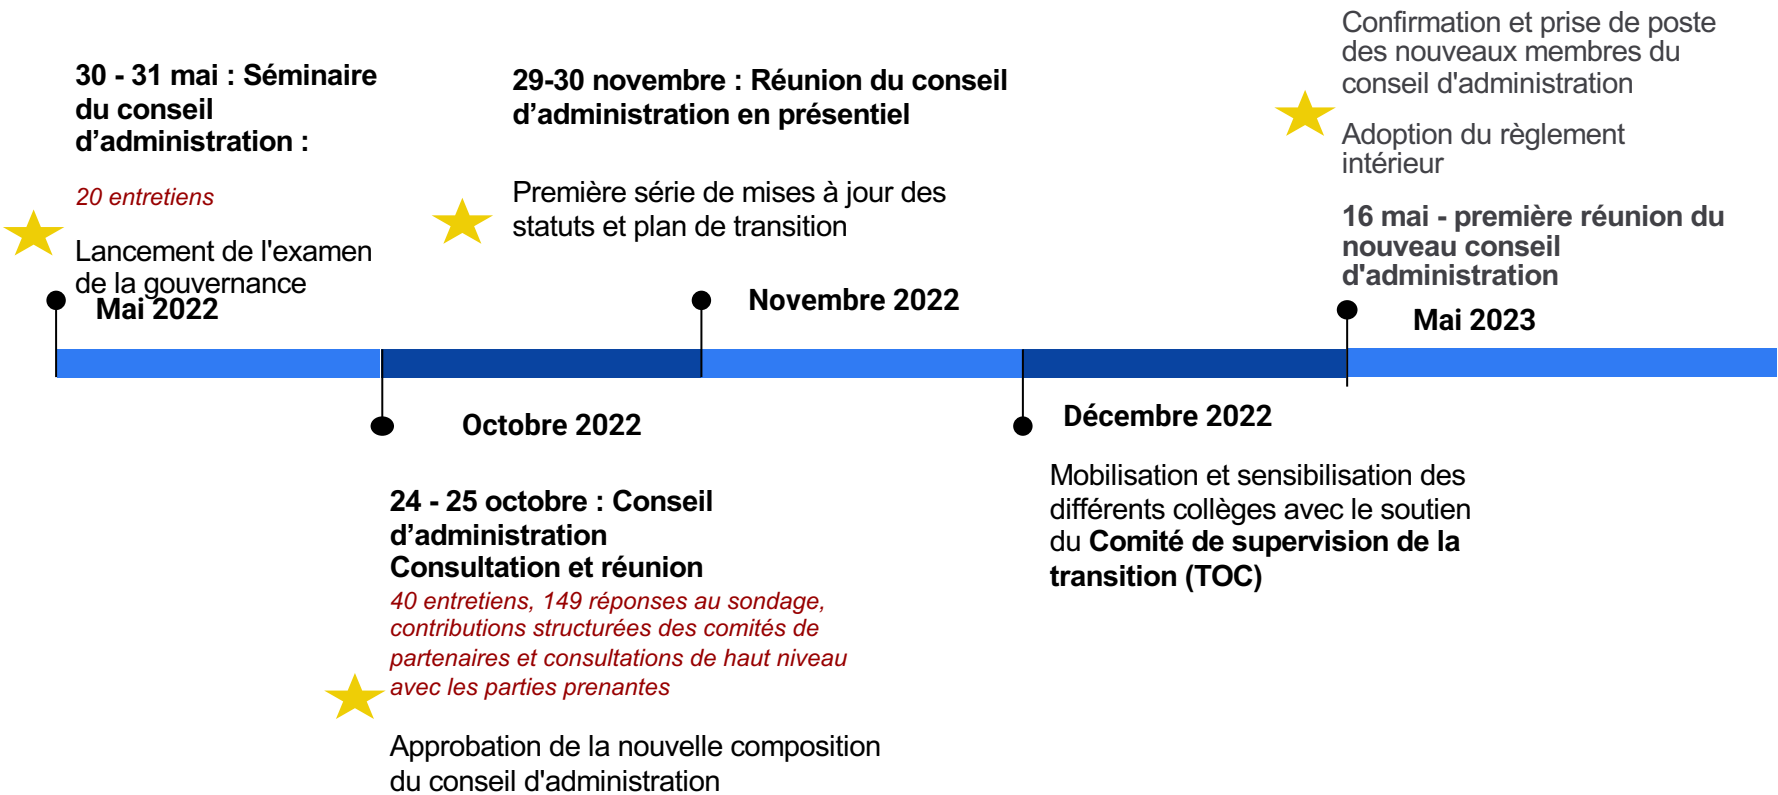 30 - 31 mai : Séminaire
du conseil
d’administration :
20 entretiens
Lancement de l'examen
de la gouvernance
Mai 2022
29-30 novembre : Réunion du conseil
d’administration en présentiel
Première série de mises à jour des
statuts et plan de transition
Novembre 2022
Confirmation et prise de poste
des nouveaux membres du
conseil d'administration
Adoption du règlement
intérieur
16 mai - première réunion du
nouveau conseil
d'administration
Mai 2023
Octobre 2022
24 - 25 octobre : Conseil
d’administration
Consultation et réunion
40 entretiens, 149 réponses au sondage,
contributions structurées des comités de
partenaires et consultations de haut niveau
avec les parties prenantes
Approbation de la nouvelle composition
du conseil d'administration
Décembre 2022
Mobilisation et sensibilisation des
différents collèges avec le soutien
du Comité de supervision de la
transition (TOC)